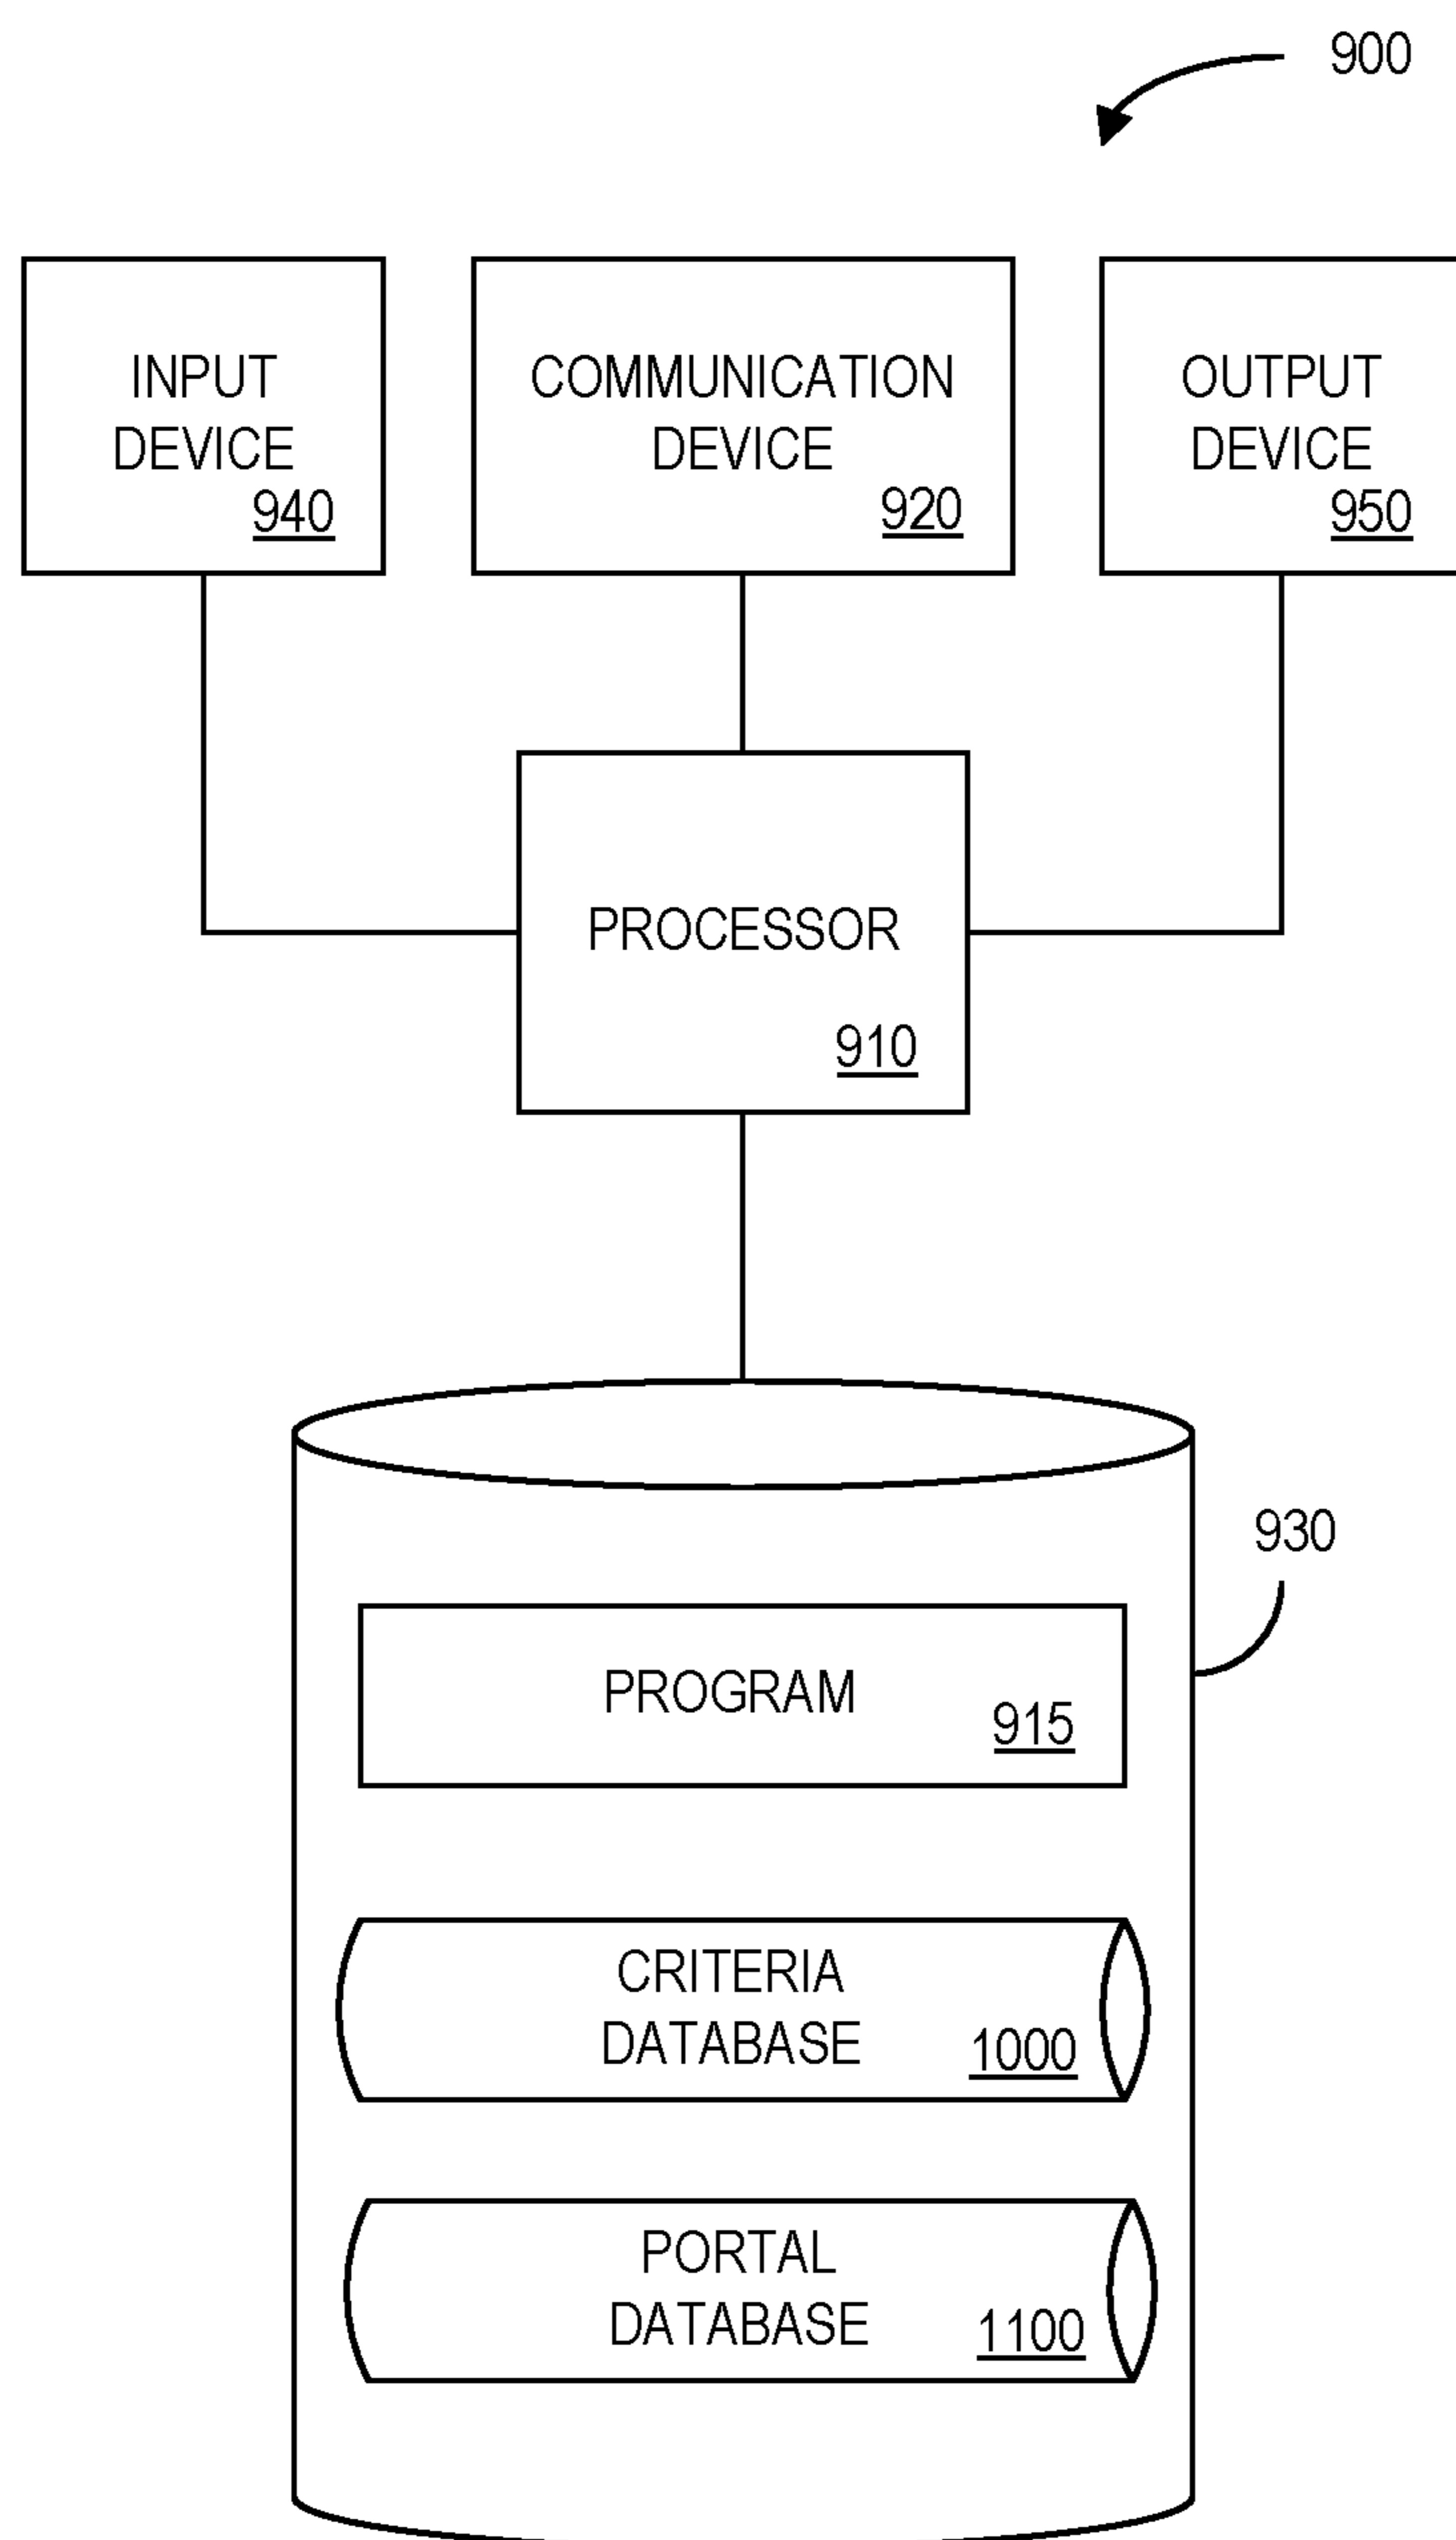 900
INPUT
DEVICE
940
COMMUNICATION
DEVICE
920
OUTPUT
DEVICE
950
PROCESSOR
910
930
PROGRAM
915
CRITERIA
DATABASE
1000
PORTAL
DATABASE
1100